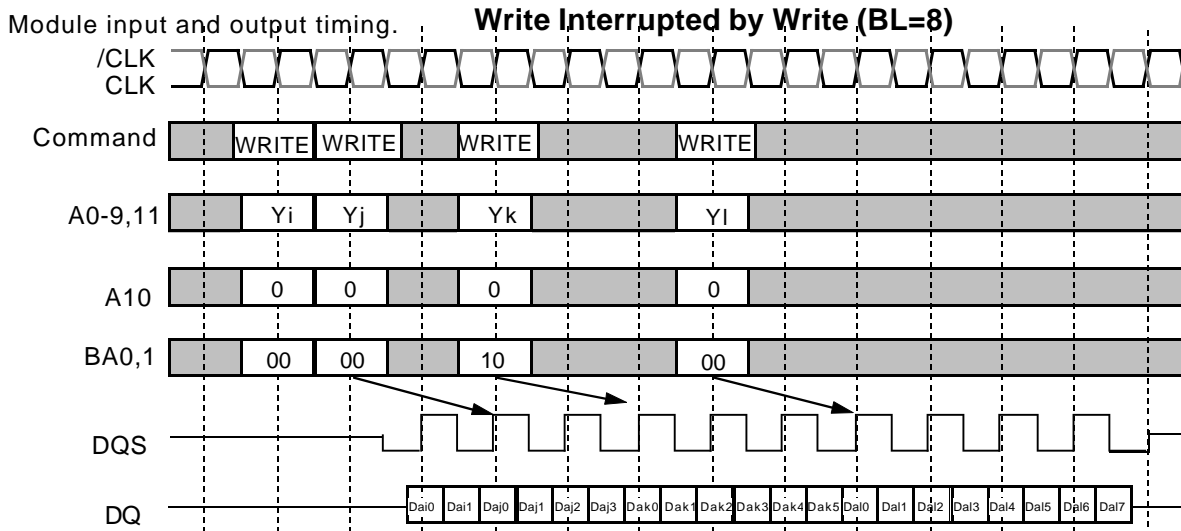 Module input and output timing.
Write Interrupted by Write (BL=8)
/CLK
CLK
Command WRITE WRITE WRITE WRITE
A0-9,11 Yi Yj Yk Yl
A10 0 0 0 0
BA0,1 00 00 10 00
DQS
DQ Dai0 Dai1 Daj0 Daj1 Daj2 Daj3 Dak0 Dak1 Dak2 Dak3 Dak4 Dak5 Dal0 Dal1 Dal2 Dal3 Dal4 Dal5 Dal6 Dal7